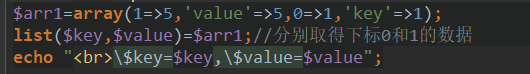 $arr1=array(1=>5,'value'=>5,0=>1,'key'=>1);
list($key,$value)=$arr1;//分别取得下标0和1的数据
echo "<br>\$key=$key,\$value=$value";